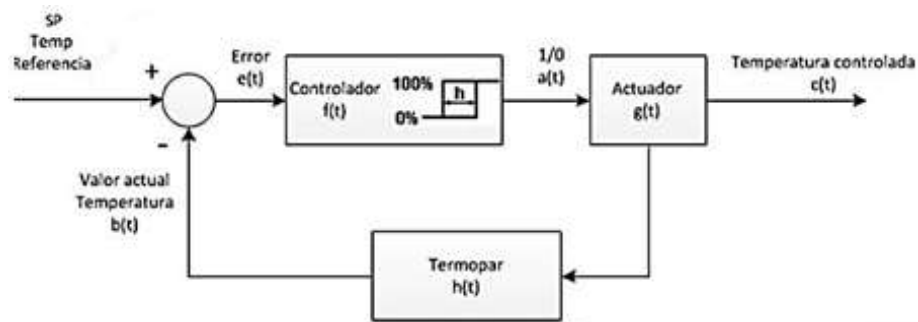 SP
Temp
Referencia
+
−
Error
e(t)
Controlador
f(t)
100%
h
0%
1/0
a(t)
Actuador
g(t)
Temperatura controlada
c(t)
Valor actual
Temperatura
b(t)
Termopar
h(t)